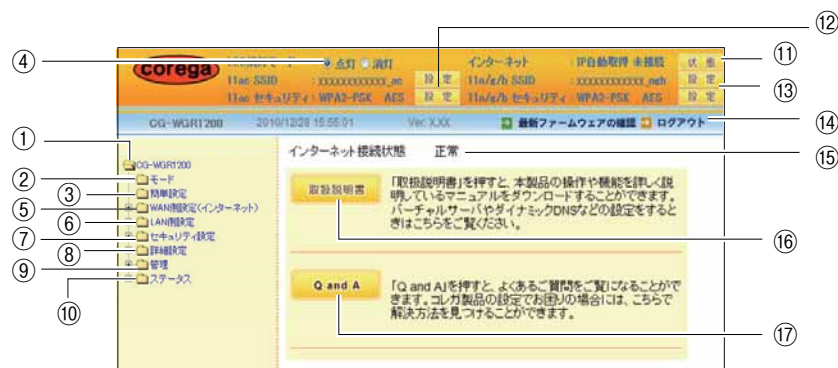 ⑫
④
corega
点灯 消灯
インターネット :IP自動取得 未接続 状 態
⑪
11ac SSID :xxxxxxxxxxxx_ac 設 定 11n/g/b SSID :xxxxxxxxxxxx_ngb 設 定
⑬
11ac セキュリティ: WPA2-PSK AES 設 定 11n/g/b セキュリティ: WPA2-PSK AES 設 定
CG-WGR1200 2010/12/28 15:55:01 Ver. X.XX 最新ファームウェアの確認 ログアウト
⑭
①
インターネット接続状態 正常
⑮
CG-WGR1200
② モード
③ 簡単設定
⑤ WAN側設定(インターネット)
⑥ LAN側設定
⑦ セキュリティ設定
⑧ 詳細設定
⑨ 管理
⑩ ステータス
取扱説明書
「取扱説明書」を押すと、本製品の操作や機能を詳しく説
明しているマニュアルをダウンロードすることができます。
バーチャルサーバやダイナミックDNSなどの設定をすると
きはこちらをご覧ください。
⑯
Q and A
「Q and A」を押すと、よくあるご質問をご覧になることがで
きます。コレガ製品の設定でお困りの場合には、こちらで
解決方法を見つけることができます。
⑰